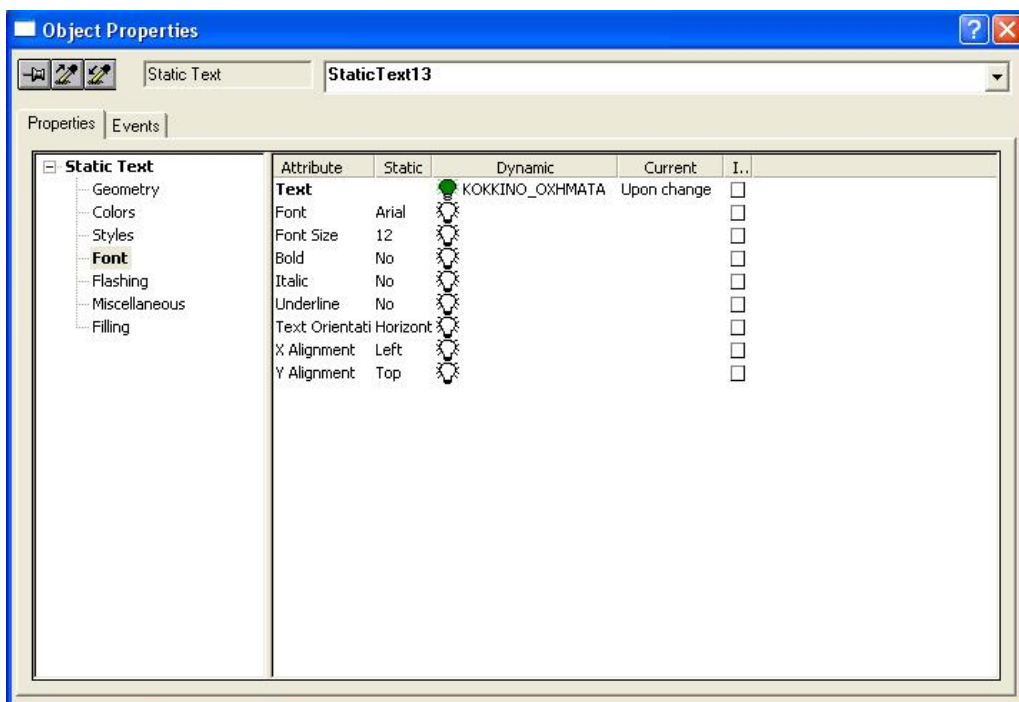 Object Properties
Static Text StaticText13
Properties Events
Static Text
Geometry
Colors
Styles
Font
Flashing
Miscellaneous
Filling
Attribute Static Dynamic Current I..
Text KOKKINO_OXHMATA Upon change
Font Arial
Font Size 12
Bold No
Italic No
Underline No
Text Orientati Horizont
X Alignment Left
Y Alignment Top